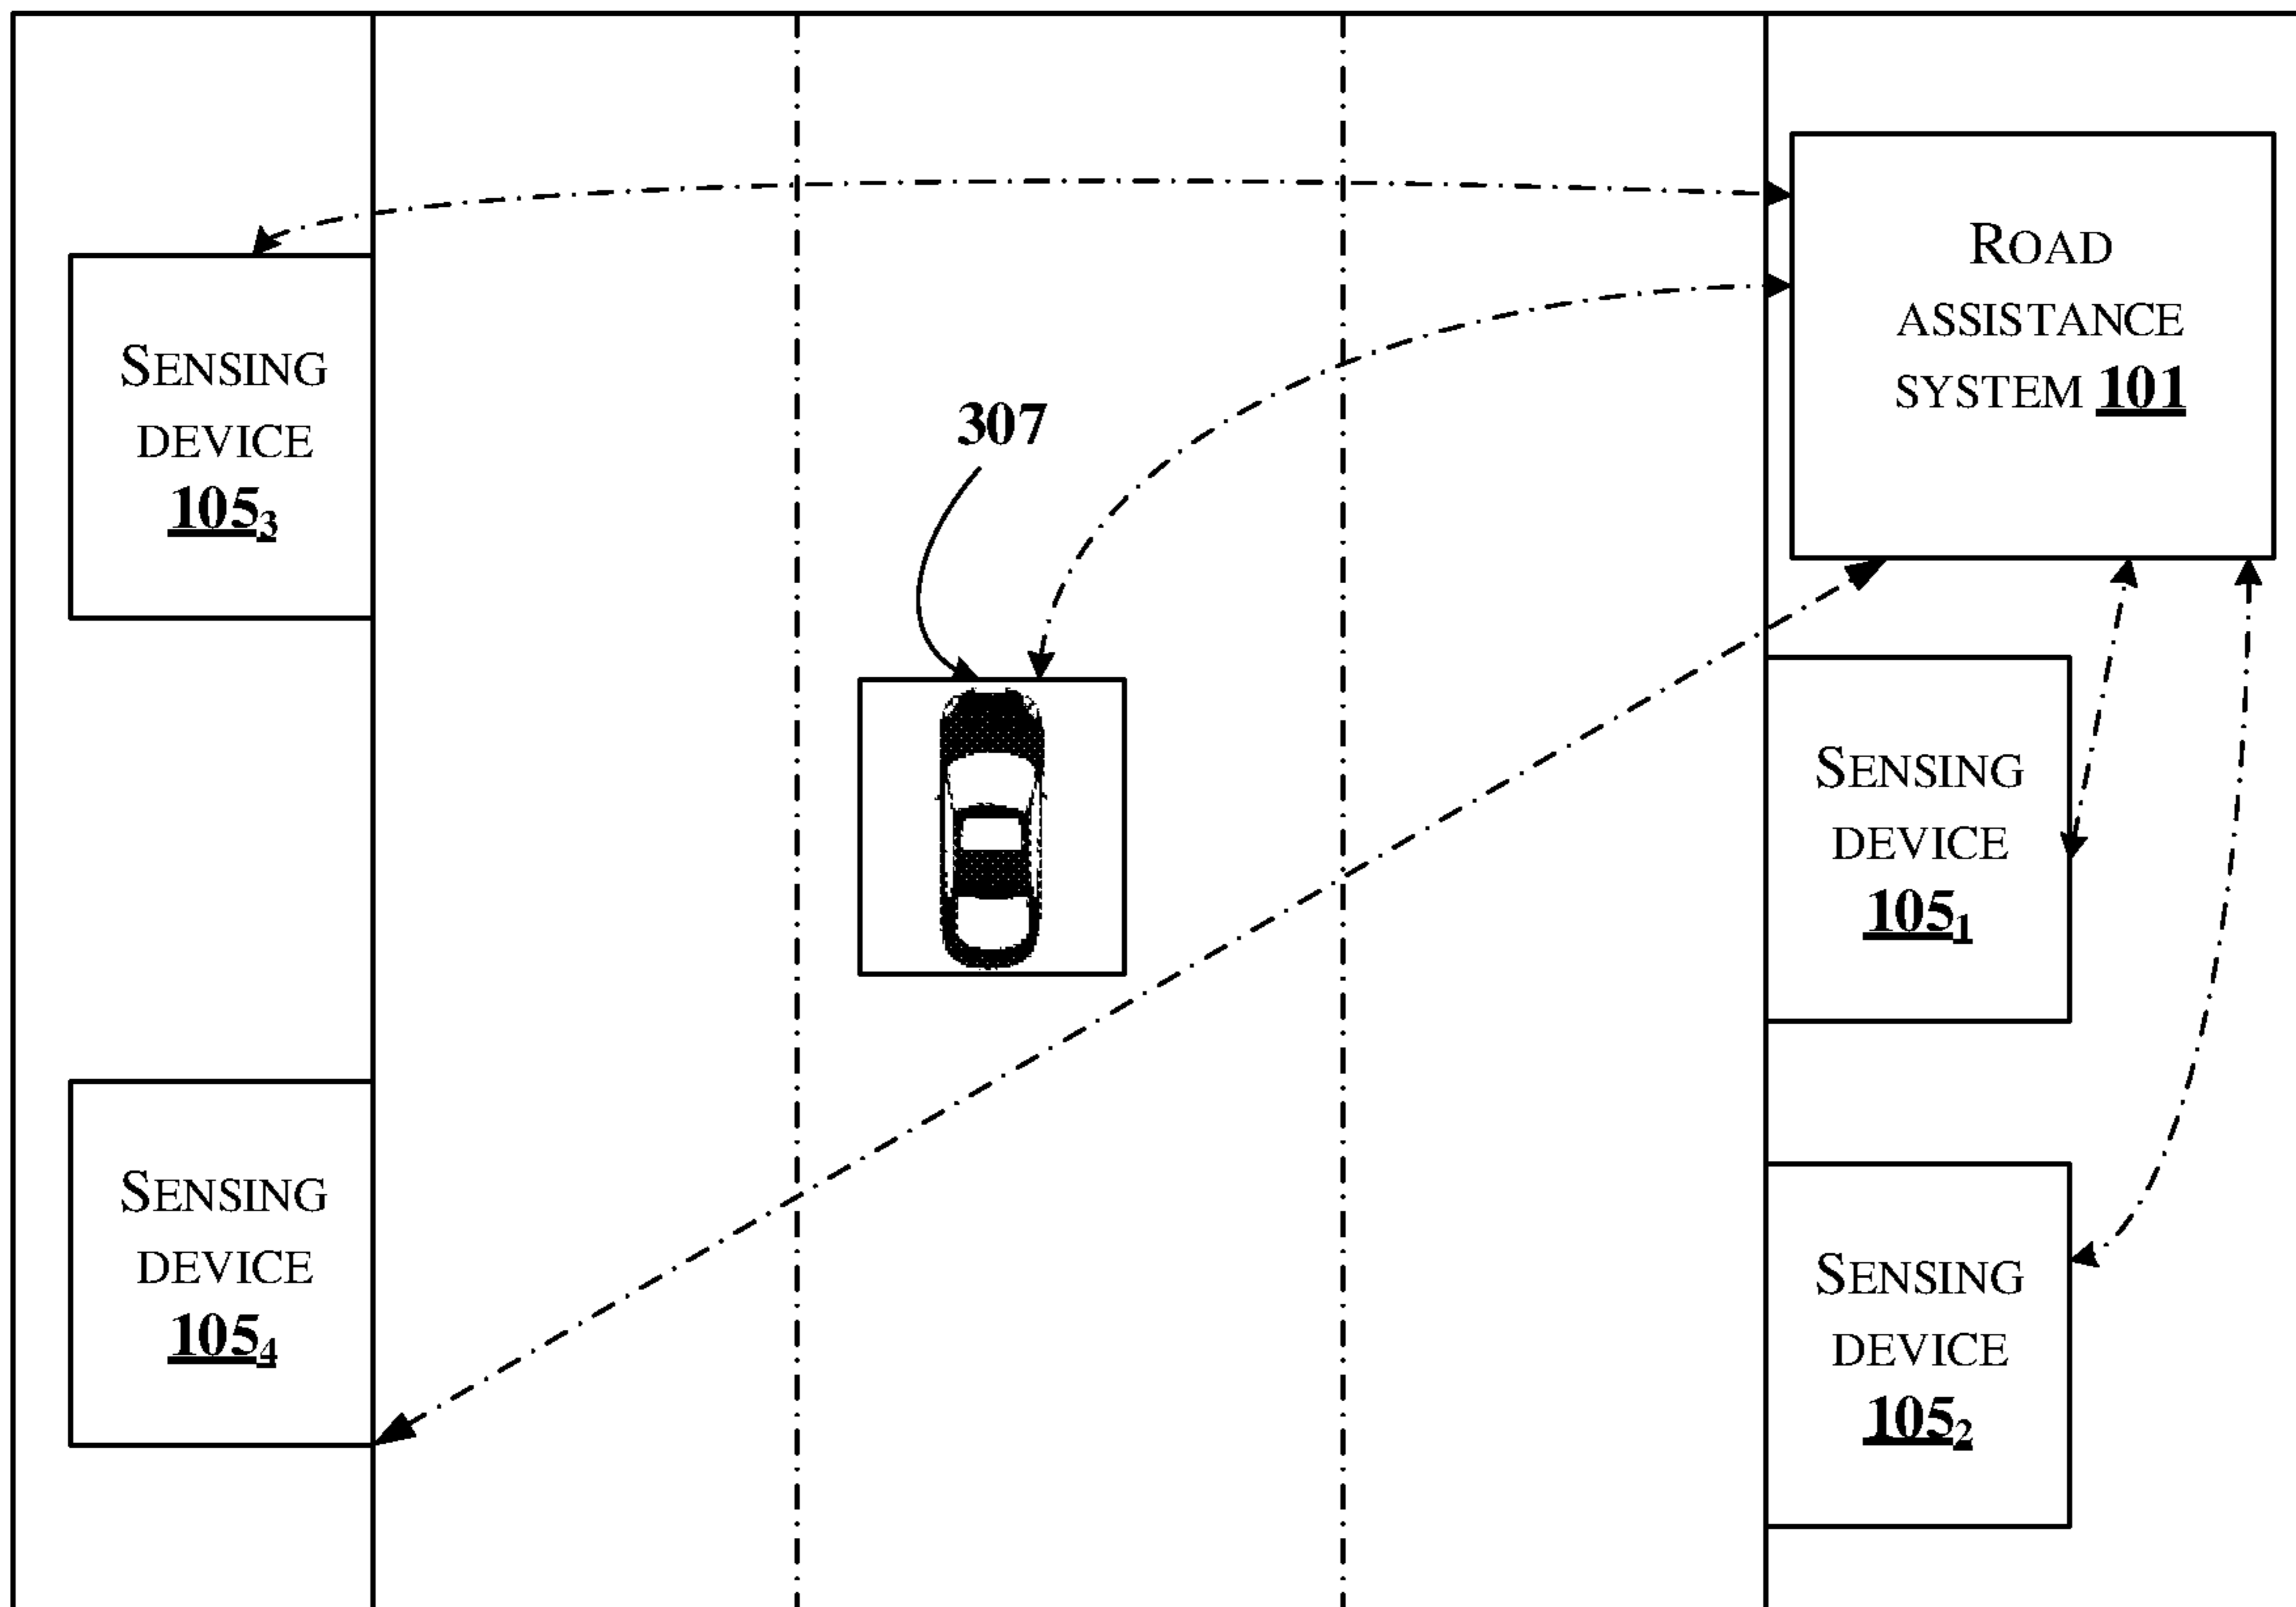 ROAD
ASSISTANCE
SYSTEM 101
SENSING
DEVICE
105₃
307
SENSING
DEVICE
105₁
SENSING
DEVICE
105₄
SENSING
DEVICE
105₂